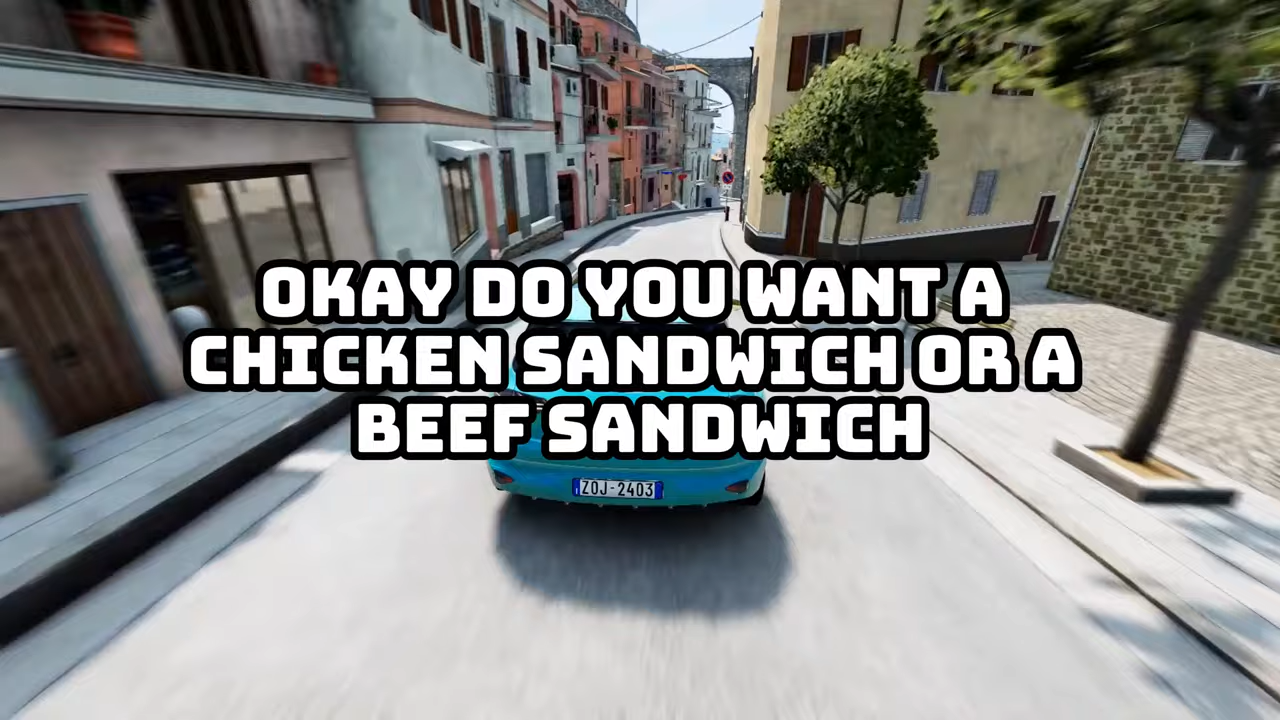 OKAY DO YOU WANT A
CHICKEN SANDWICH OR A
BEEF SANDWICH
ZOJ-2403